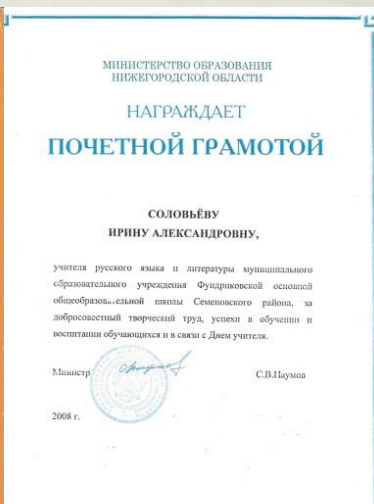 МИНИСТЕРСТВО ОБРАЗОВАНИЯ
НИЖЕГОРОДСКОЙ ОБЛАСТИ
НАГРАЖДАЕТ
ПОЧЕТНОЙ ГРАМОТОЙ
СОЛОВЬЁВУ
ИРИНУ АЛЕКСАНДРОВНУ,
учителя русского языка и литературы муниципального
образовательного учреждения Фундриковской основной
общеобразовательной школы Семеновского района, за
добросовестный творческий труд, успехи в обучении и
воспитании обучающихся и в связи с Днем учителя.
Министр С.В.Наумов
2008 г.